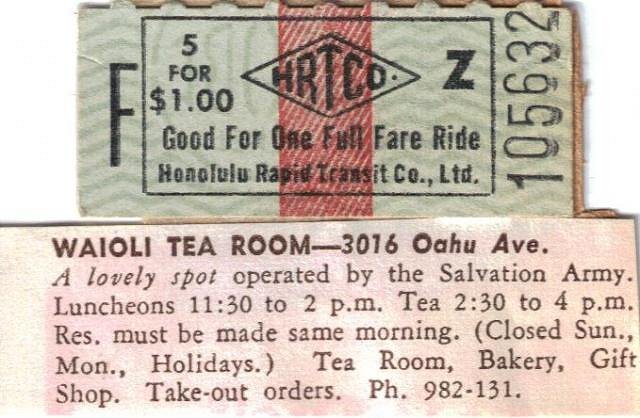 F
5
FOR
$1.00
HRTCO.
Z
105632
Good For One Full Fare Ride
Honolulu Rapid Transit Co., Ltd.
WAIOLI TEA ROOM—3016 Oahu Ave.
A lovely spot operated by the Salvation Army.
Luncheons 11:30 to 2 p.m. Tea 2:30 to 4 p.m.
Res. must be made same morning. (Closed Sun.,
Mon., Holidays.) Tea Room, Bakery, Gift
Shop. Take-out orders. Ph. 982-131.